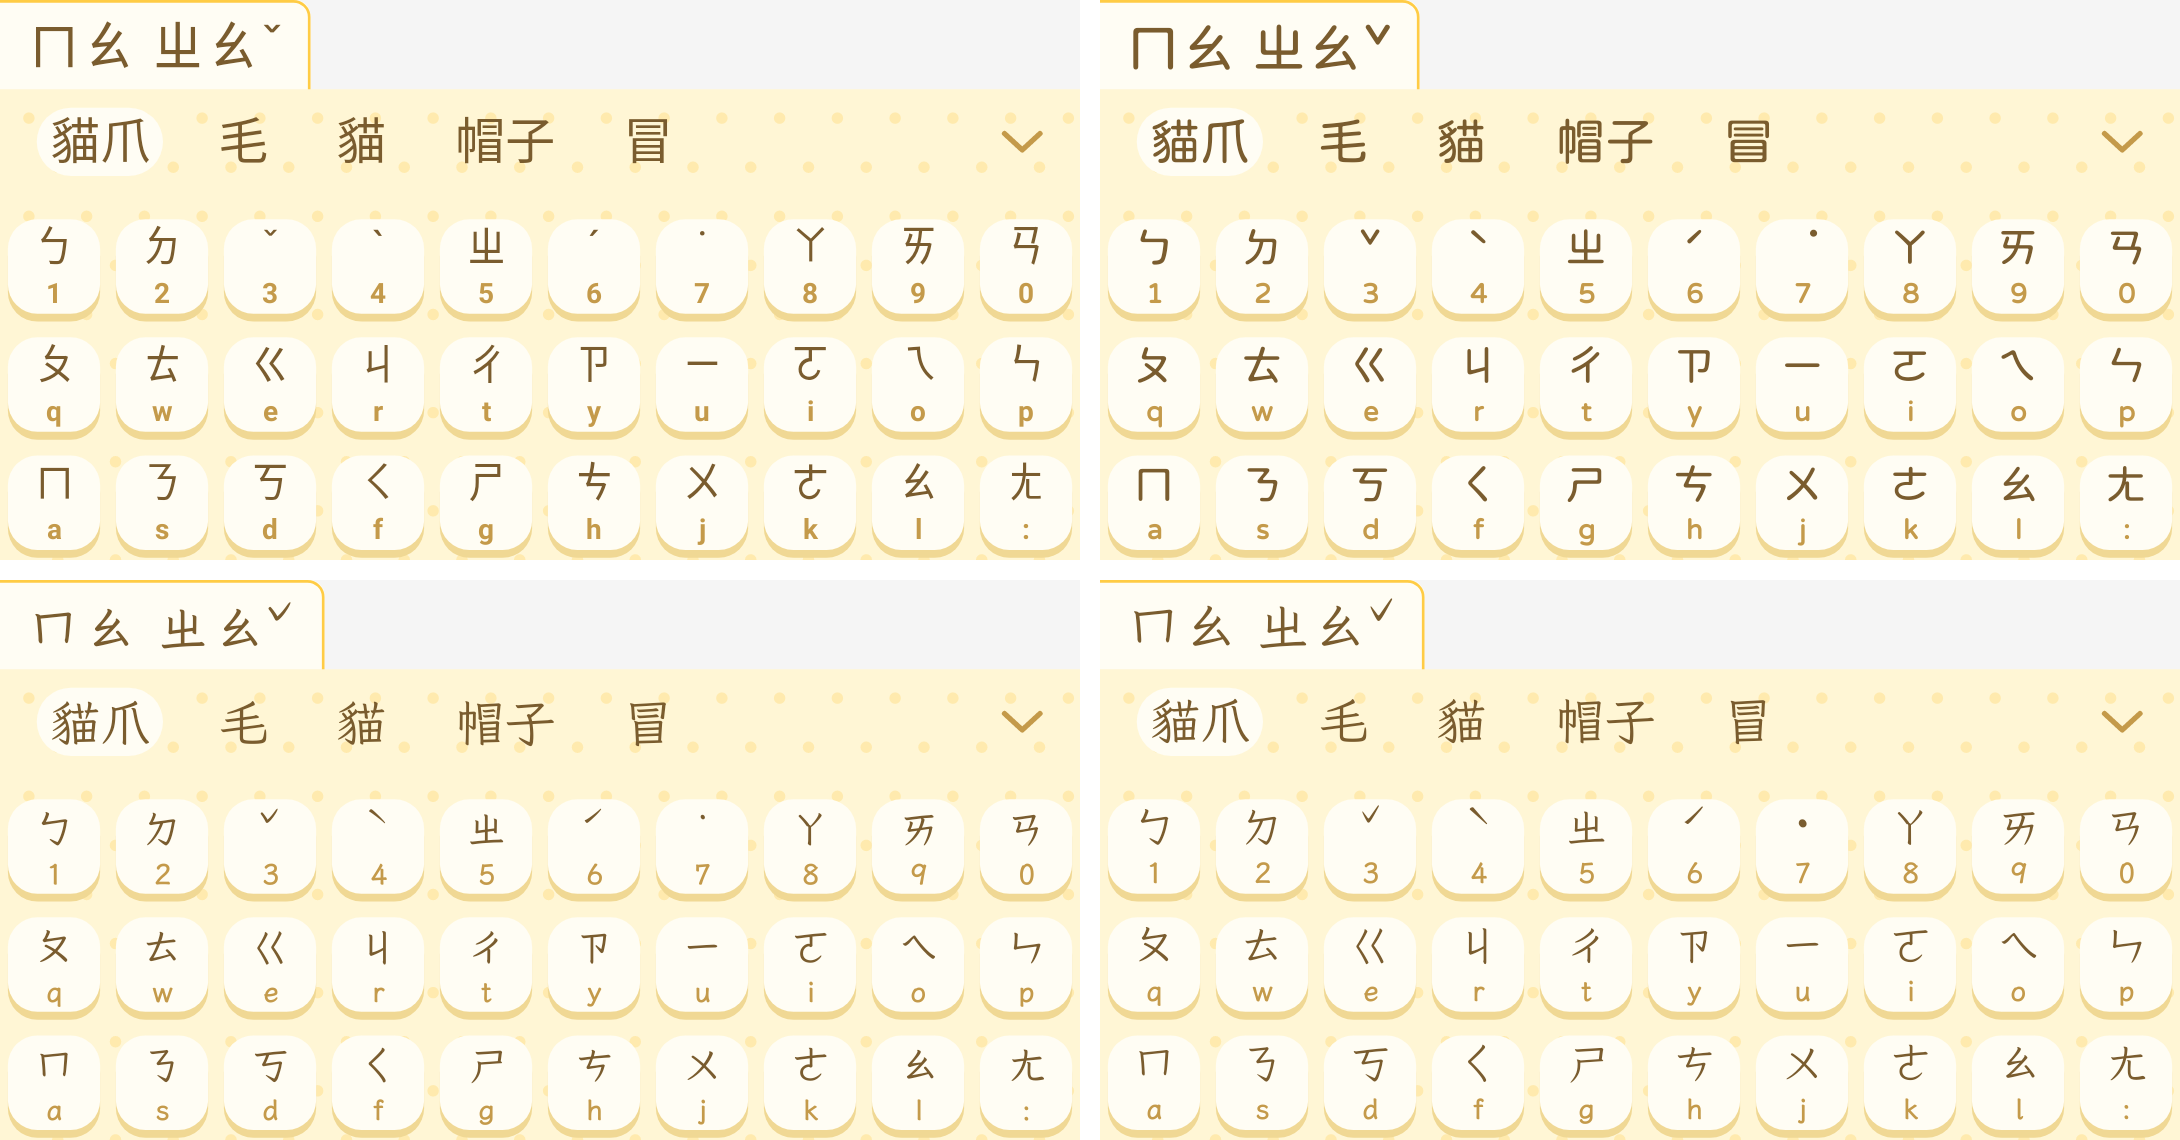 ㄇㄠ ㄓㄠˇ
貓爪 毛 貓 帽子 冒
ㄅ ㄉ ˇ ˋ ㄓ ˊ ˙ ㄚ ㄞ ㄢ
1 2 3 4 5 6 7 8 9 0
ㄆ ㄊ ㄍ ㄐ ㄔ ㄗ ㄧ ㄛ ㄟ ㄣ
q w e r t y u i o p
ㄇ ㄋ ㄎ ㄑ ㄕ ㄘ ㄨ ㄜ ㄠ ㄤ
a s d f g h j k l :
ㄇㄠ ㄓㄠˇ
貓爪 毛 貓 帽子 冒
ㄅ ㄉ ˇ ˋ ㄓ ˊ ˙ ㄚ ㄞ ㄢ
1 2 3 4 5 6 7 8 9 0
ㄆ ㄊ ㄍ ㄐ ㄔ ㄗ ㄧ ㄛ ㄟ ㄣ
q w e r t y u i o p
ㄇ ㄋ ㄎ ㄑ ㄕ ㄘ ㄨ ㄜ ㄠ ㄤ
a s d f g h j k l :
ㄇㄠ ㄓㄠˇ
貓爪 毛 貓 帽子 冒
ㄅ ㄉ ˇ ˋ ㄓ ˊ ˙ ㄚ ㄞ ㄢ
1 2 3 4 5 6 7 8 9 0
ㄆ ㄊ ㄍ ㄐ ㄔ ㄗ ㄧ ㄛ ㄟ ㄣ
q w e r t y u i o p
ㄇ ㄋ ㄎ ㄑ ㄕ ㄘ ㄨ ㄜ ㄠ ㄤ
a s d f g h j k l :
ㄇㄠ ㄓㄠˇ
貓爪 毛 貓 帽子 冒
ㄅ ㄉ ˇ ˋ ㄓ ˊ ˙ ㄚ ㄞ ㄢ
1 2 3 4 5 6 7 8 9 0
ㄆ ㄊ ㄍ ㄐ ㄔ ㄗ ㄧ ㄛ ㄟ ㄣ
q w e r t y u i o p
ㄇ ㄋ ㄎ ㄑ ㄕ ㄘ ㄨ ㄜ ㄠ ㄤ
a s d f g h j k l :